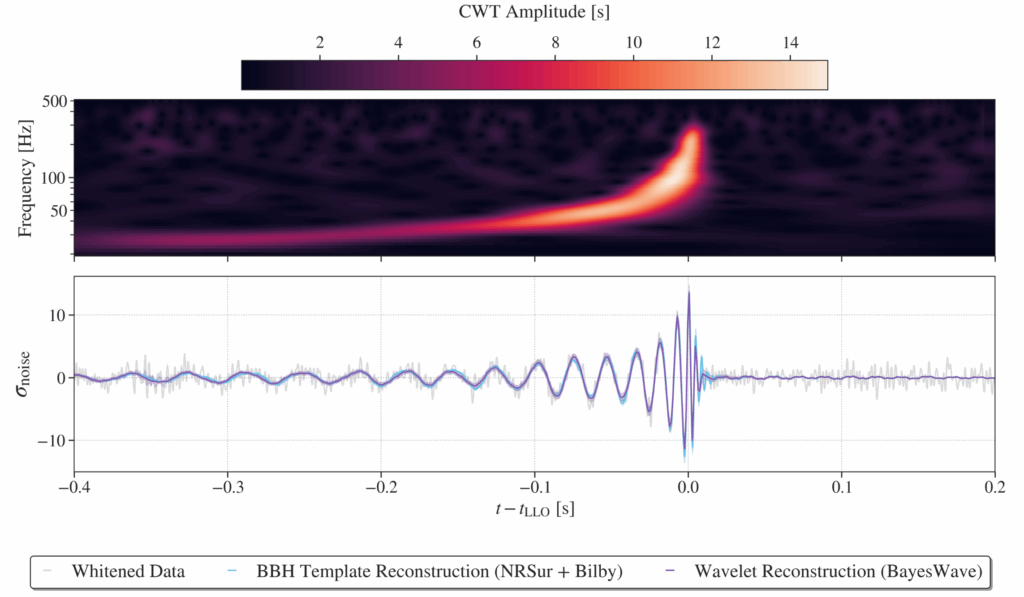 CWT Amplitude [s]
2 4 6 8 10 12 14
500
100
50
Frequency [Hz]
10
0
−10
σnoise
−0.4 −0.3 −0.2 −0.1 0.0 0.1 0.2
t − tLLO [s]
Whitened Data BBH Template Reconstruction (NRSur + Bilby) Wavelet Reconstruction (BayesWave)